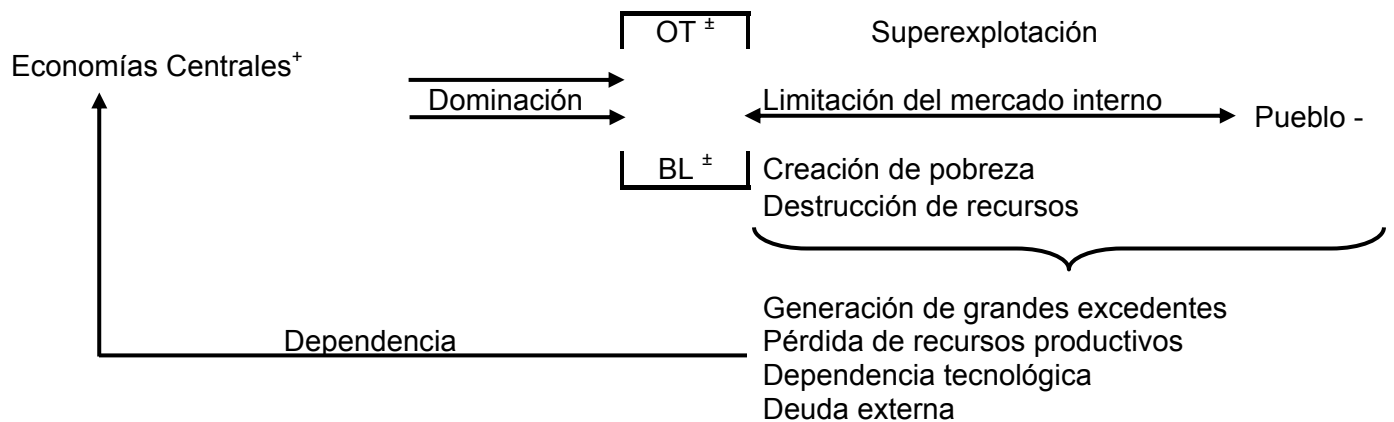 OT ± Superexplotación
Economías Centrales+
Dominación Limitación del mercado interno
Pueblo -
BL ± Creación de pobreza
Destrucción de recursos
Generación de grandes excedentes
Dependencia Pérdida de recursos productivos
Dependencia tecnológica
Deuda externa